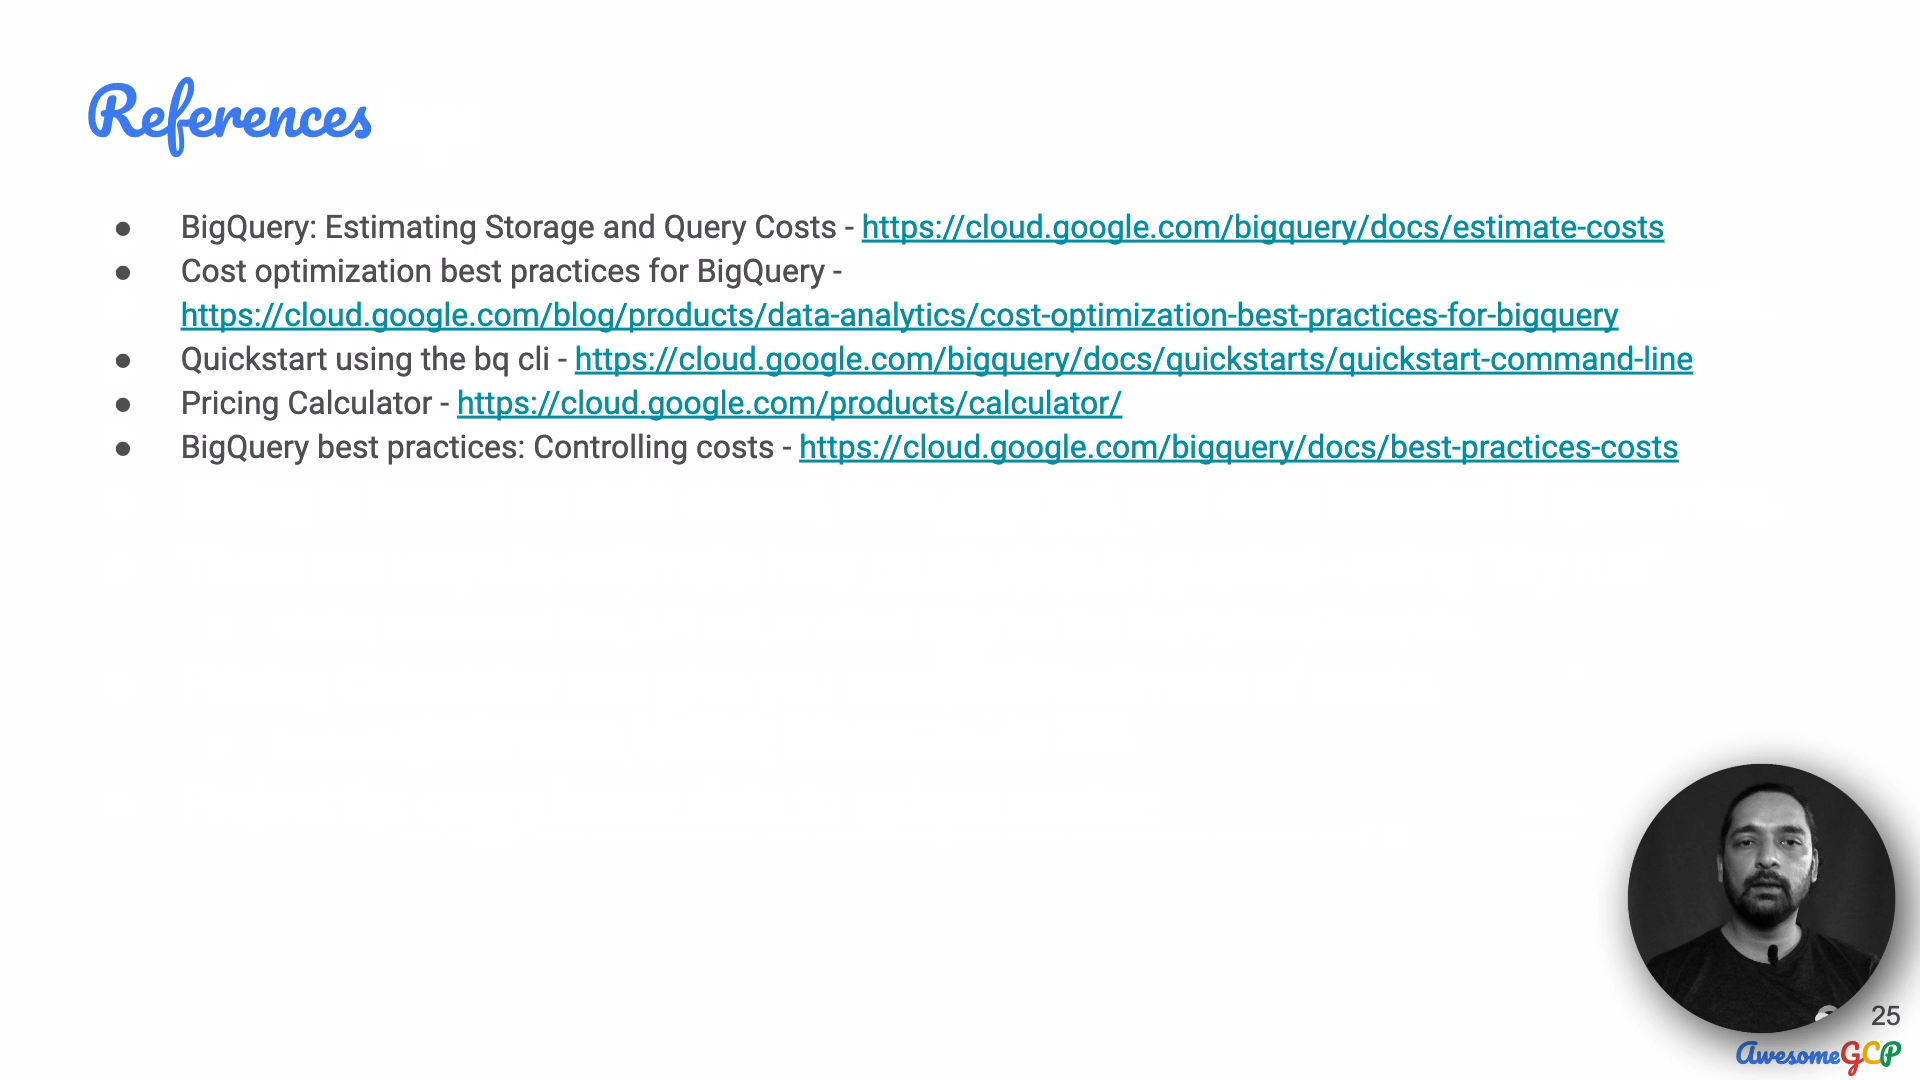 References
● BigQuery: Estimating Storage and Query Costs - https://cloud.google.com/bigquery/docs/estimate-costs
● Cost optimization best practices for BigQuery -
https://cloud.google.com/blog/products/data-analytics/cost-optimization-best-practices-for-bigquery
● Quickstart using the bq cli - https://cloud.google.com/bigquery/docs/quickstarts/quickstart-command-line
● Pricing Calculator - https://cloud.google.com/products/calculator/
● BigQuery best practices: Controlling costs - https://cloud.google.com/bigquery/docs/best-practices-costs
25
AwesomeGCP